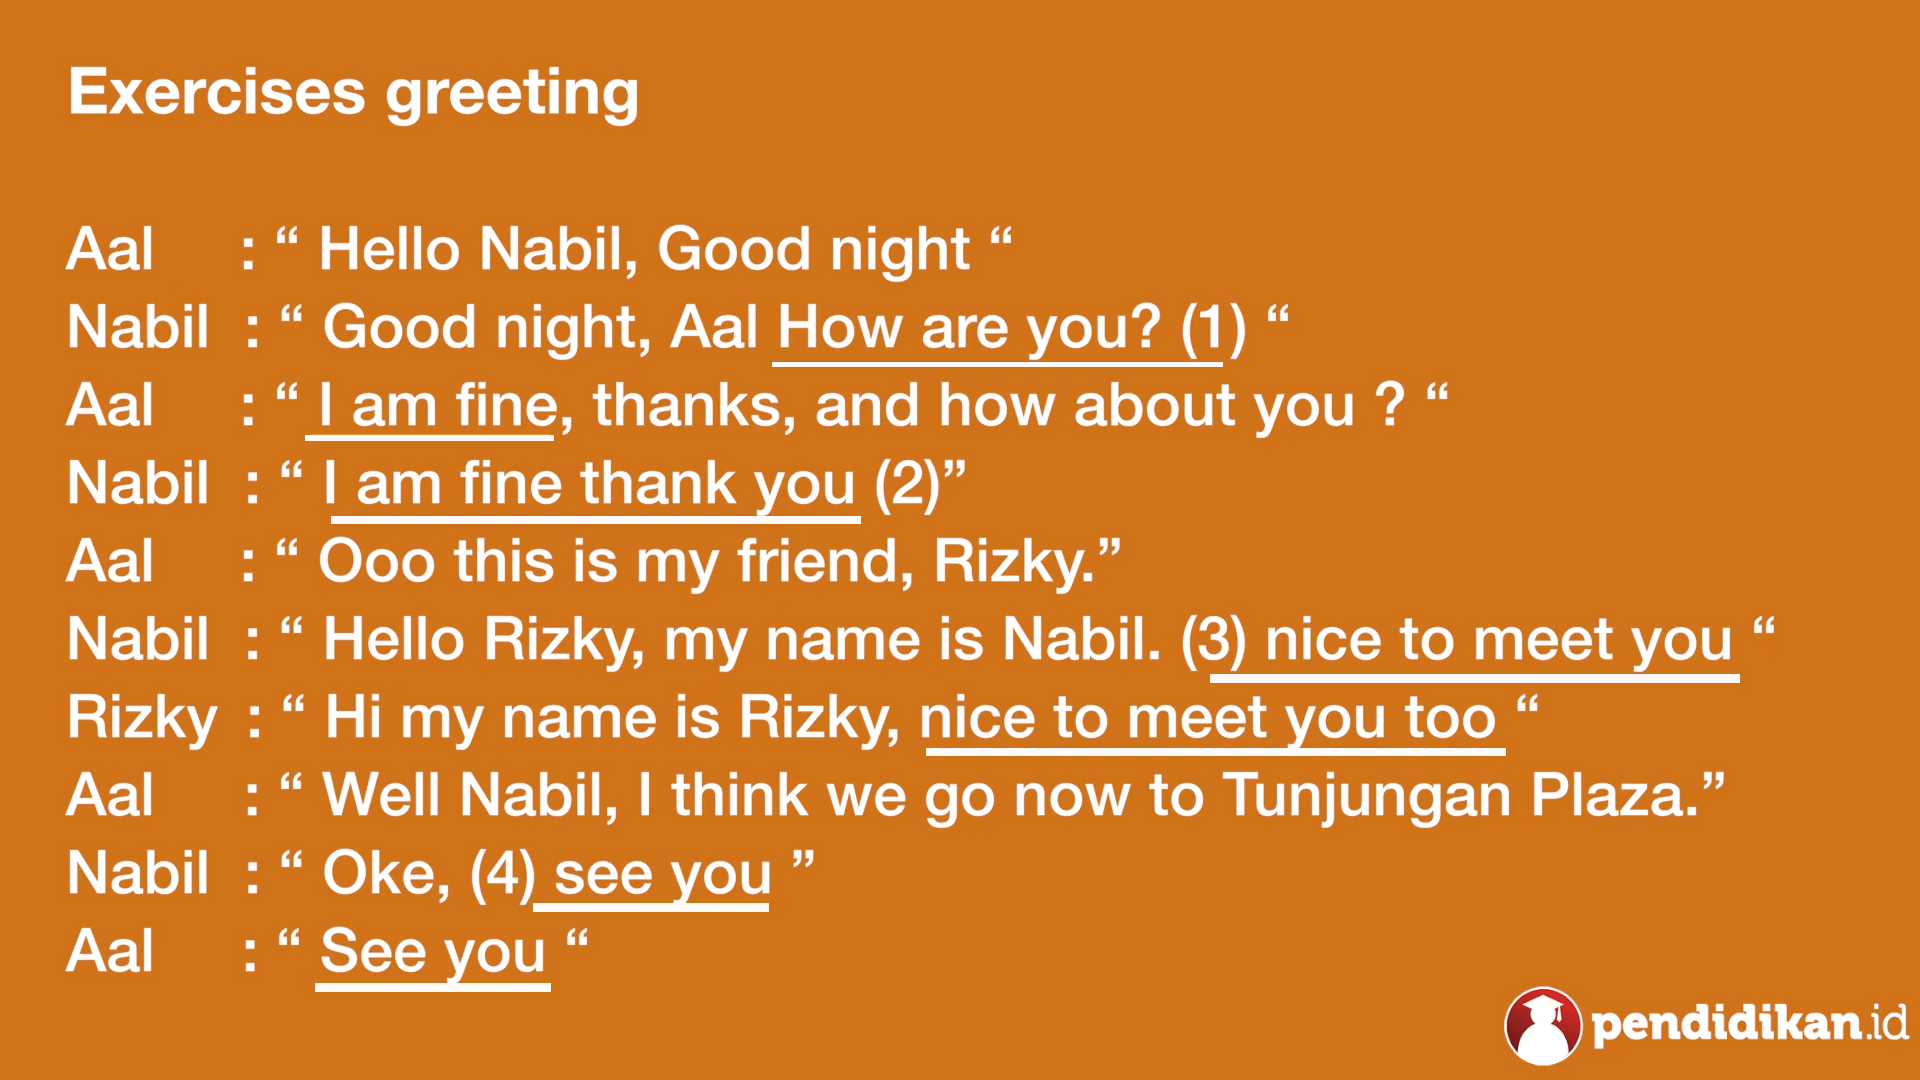 Exercises greeting
Aal : “ Hello Nabil, Good night “
Nabil : “ Good night, Aal How are you? (1) “
Aal : “ I am fine, thanks, and how about you ? “
Nabil : “ I am fine thank you (2)”
Aal : “ Ooo this is my friend, Rizky.”
Nabil : “ Hello Rizky, my name is Nabil. (3) nice to meet you “
Rizky : “ Hi my name is Rizky, nice to meet you too “
Aal : “ Well Nabil, I think we go now to Tunjungan Plaza.”
Nabil : “ Oke, (4) see you ”
Aal : “ See you “
pendidikan.id